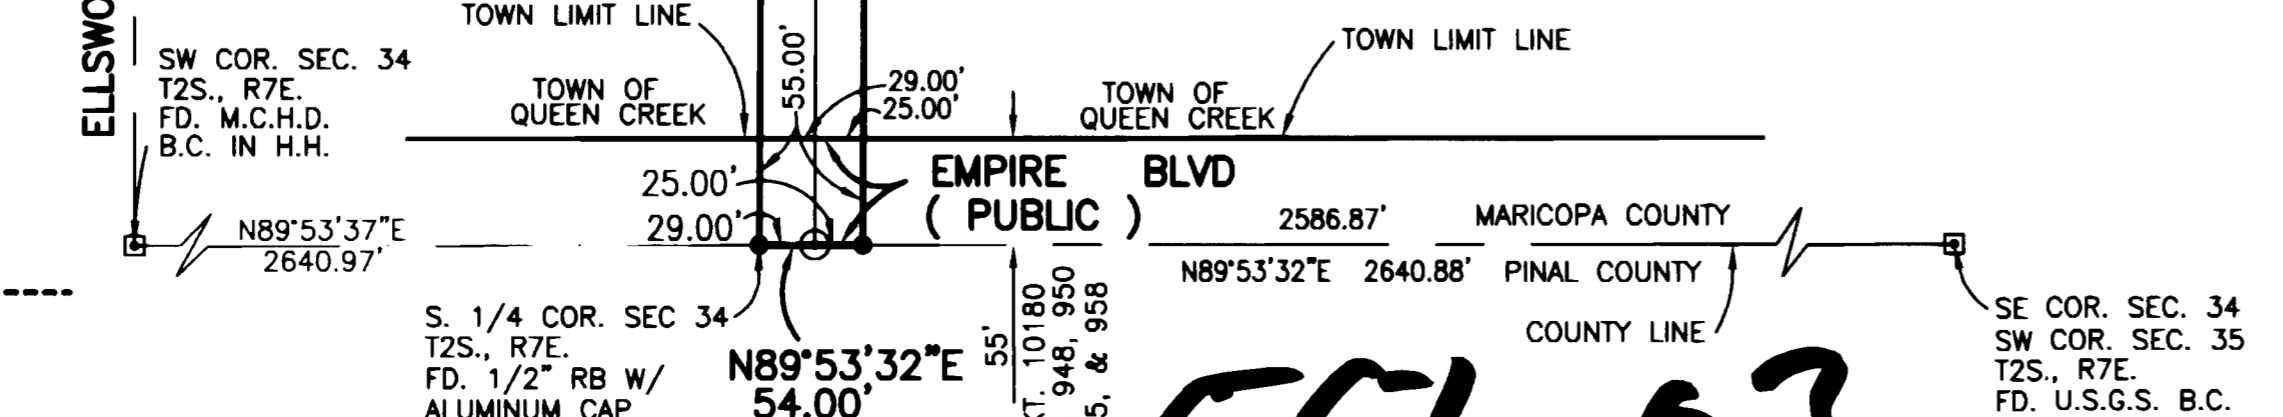 ELLSWO
SW COR. SEC. 34
T2S., R7E.
FD. M.C.H.D.
B.C. IN H.H.
TOWN LIMIT LINE
TOWN OF
QUEEN CREEK
55.00'
29.00'
25.00'
TOWN LIMIT LINE
TOWN OF
QUEEN CREEK
25.00'
29.00'
EMPIRE BLVD
( PUBLIC )
N89°53'37"E
2640.97'
2586.87'
MARICOPA COUNTY
N89°53'32"E 2640.88' PINAL COUNTY
COUNTY LINE
S. 1/4 COR. SEC 34
T2S., R7E.
FD. 1/2" RB W/
ALUMINUM CAP
N89°53'32"E
54.00'
55'
KT. 10180
948, 950
5, & 958
SE COR. SEC. 34
SW COR. SEC. 35
T2S., R7E.
FD. U.S.G.S. B.C.